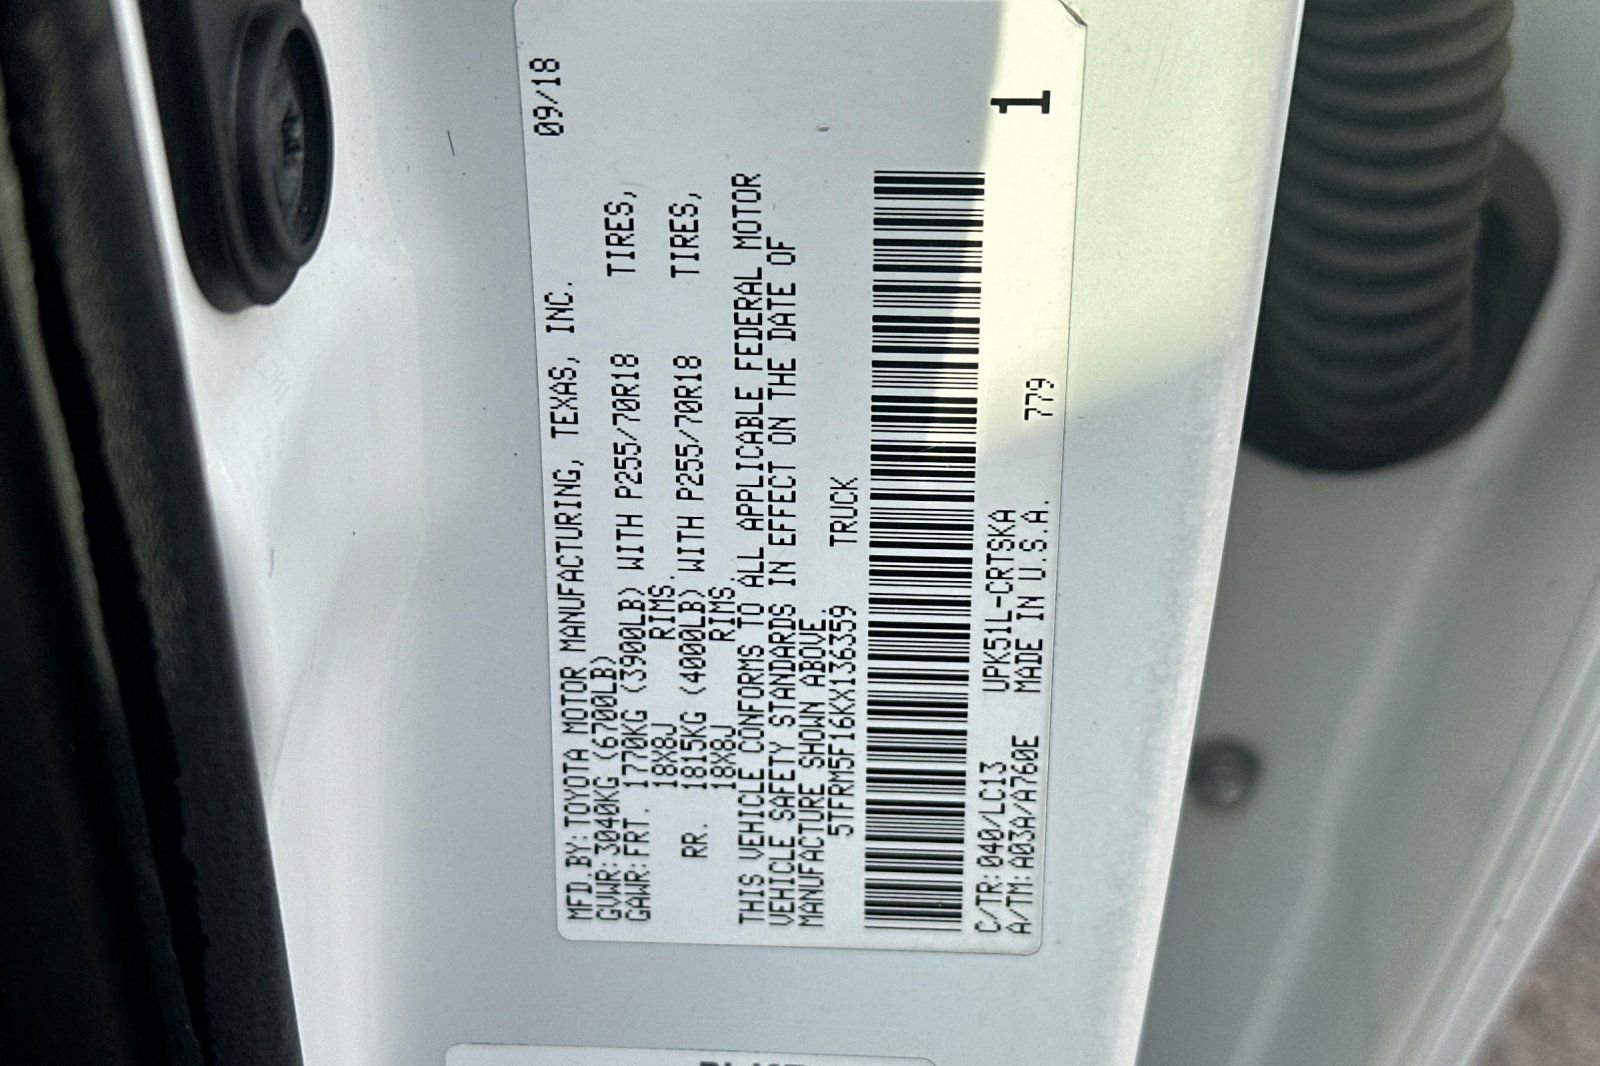 MFD.BY:TOYOTA MOTOR MANUFACTURING, TEXAS, INC. 09/18
GVWR:3040KG (6700LB)
GAWR:FRT. 1770KG (3900LB) WITH P255/70R18 TIRES,
18X8J RIMS.
RR. 1815KG (4000LB) WITH P255/70R18 TIRES,
18X8J RIMS.
THIS VEHICLE CONFORMS TO ALL APPLICABLE FEDERAL MOTOR
VEHICLE SAFETY STANDARDS IN EFFECT ON THE DATE OF
MANUFACTURE SHOWN ABOVE.
5TFRM5F16KX136359 TRUCK
1
C/TR:040/LC13 UPK51L-CRTSKA 779
A/TM:A03A/A760E MADE IN U.S.A.